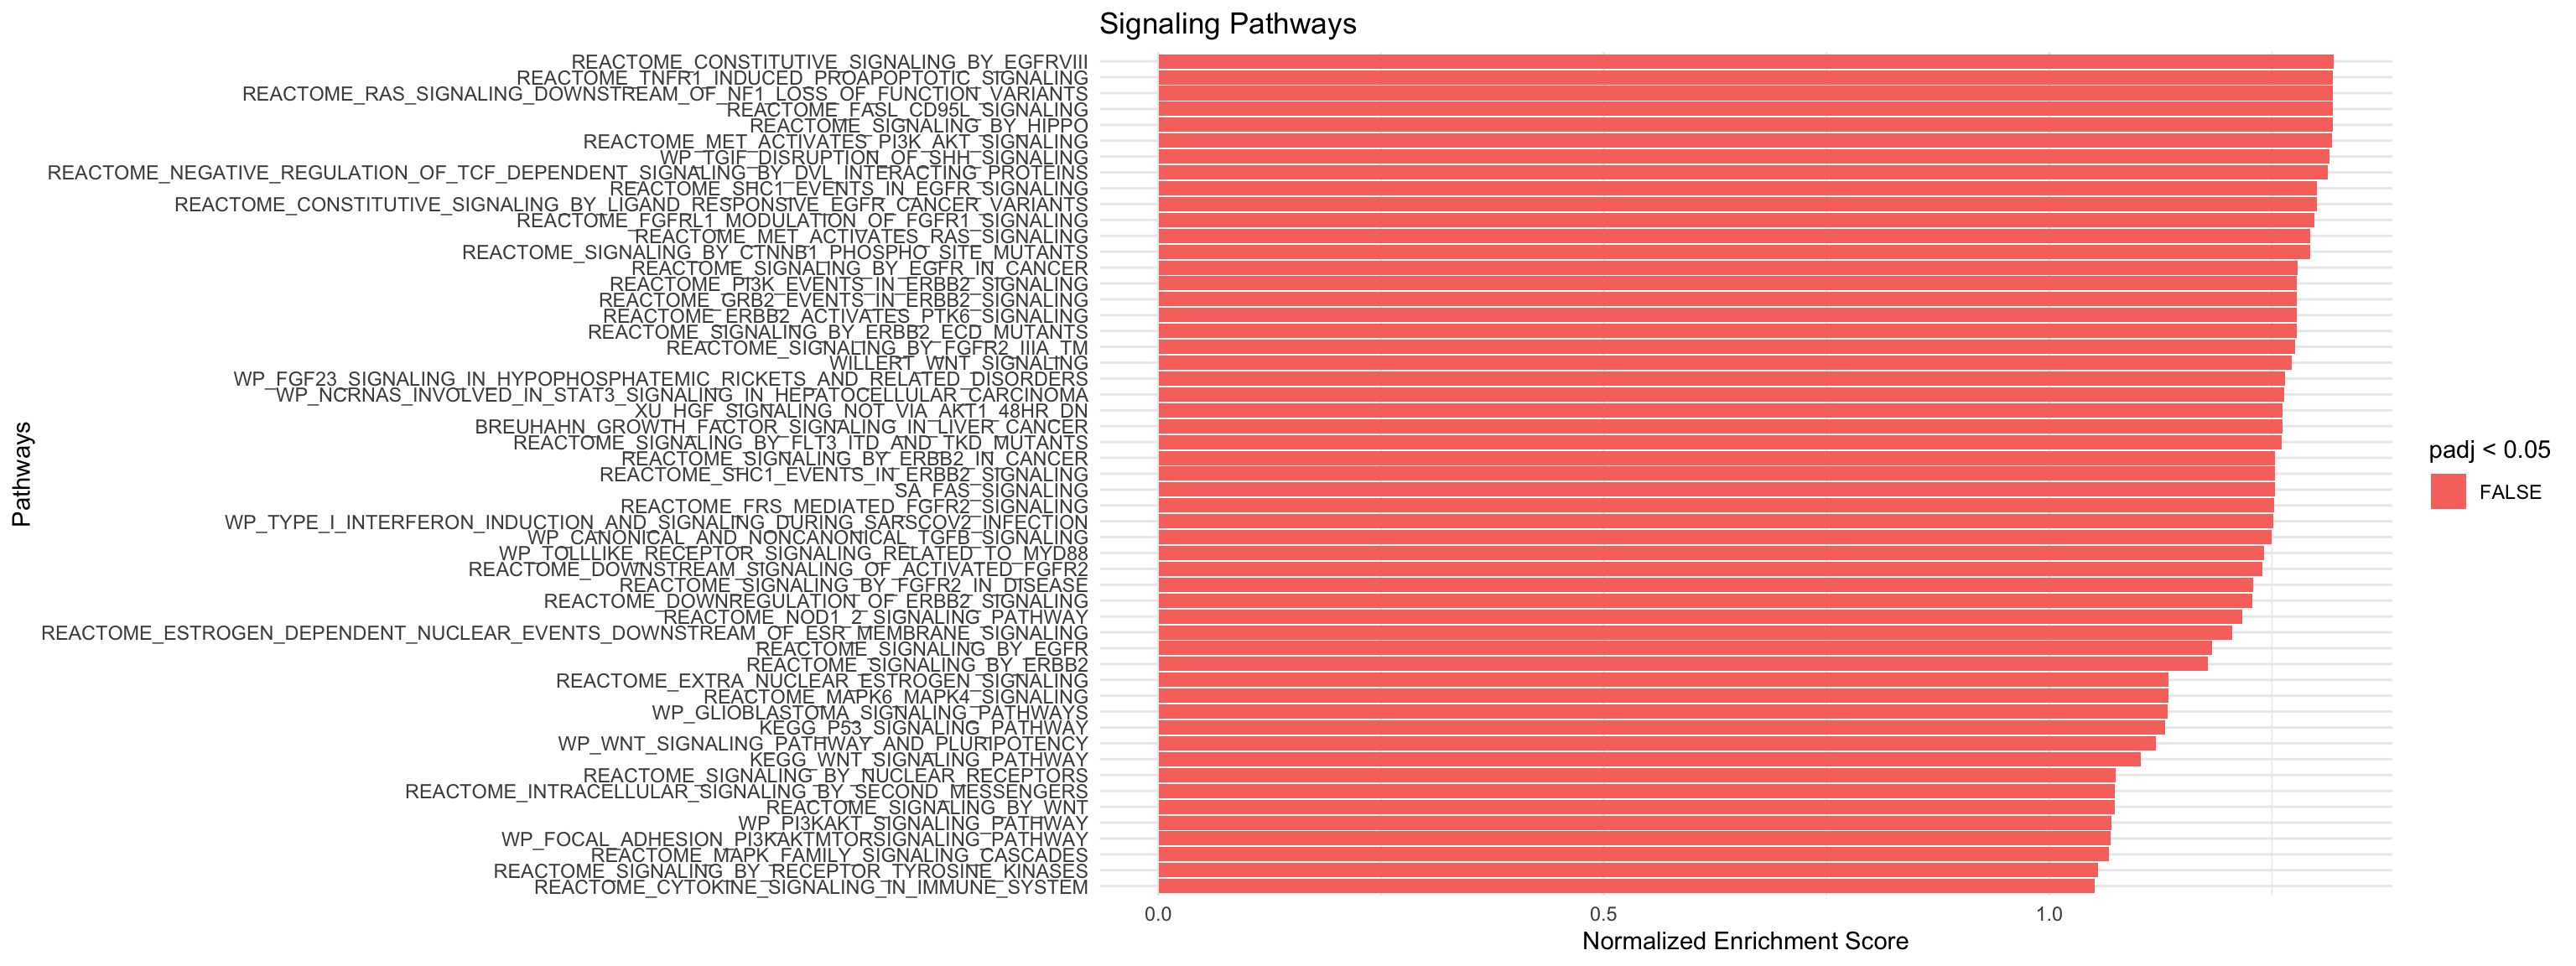 Signaling Pathways
REACTOME_CONSTITUTIVE_SIGNALING_BY_EGFRVIII
REACTOME_TNFR1_INDUCED_PROAPOPTOTIC_SIGNALING
REACTOME_RAS_SIGNALING_DOWNSTREAM_OF_NF1_LOSS_OF_FUNCTION_VARIANTS
REACTOME_FASL_CD95L_SIGNALING
REACTOME_SIGNALING_BY_HIPPO
REACTOME_MET_ACTIVATES_PI3K_AKT_SIGNALING
WP_TGIF_DISRUPTION_OF_SHH_SIGNALING
REACTOME_NEGATIVE_REGULATION_OF_TCF_DEPENDENT_SIGNALING_BY_DVL_INTERACTING_PROTEINS
REACTOME_SHC1_EVENTS_IN_EGFR_SIGNALING
REACTOME_CONSTITUTIVE_SIGNALING_BY_LIGAND_RESPONSIVE_EGFR_CANCER_VARIANTS
REACTOME_FGFRL1_MODULATION_OF_FGFR1_SIGNALING
REACTOME_MET_ACTIVATES_RAS_SIGNALING
REACTOME_SIGNALING_BY_CTNNB1_PHOSPHO_SITE_MUTANTS
REACTOME_SIGNALING_BY_EGFR_IN_CANCER
REACTOME_PI3K_EVENTS_IN_ERBB2_SIGNALING
REACTOME_GRB2_EVENTS_IN_ERBB2_SIGNALING
REACTOME_ERBB2_ACTIVATES_PTK6_SIGNALING
REACTOME_SIGNALING_BY_ERBB2_ECD_MUTANTS
REACTOME_SIGNALING_BY_FGFR2_IIIA_TM
WILLERT_WNT_SIGNALING
WP_FGF23_SIGNALING_IN_HYPOPHOSPHATEMIC_RICKETS_AND_RELATED_DISORDERS
WP_NCRNAS_INVOLVED_IN_STAT3_SIGNALING_IN_HEPATOCELLULAR_CARCINOMA
XU_HGF_SIGNALING_NOT_VIA_AKT1_48HR_DN
BREUHAHN_GROWTH_FACTOR_SIGNALING_IN_LIVER_CANCER
REACTOME_SIGNALING_BY_FLT3_ITD_AND_TKD_MUTANTS
REACTOME_SIGNALING_BY_ERBB2_IN_CANCER
REACTOME_SHC1_EVENTS_IN_ERBB2_SIGNALING
SA_FAS_SIGNALING
REACTOME_FRS_MEDIATED_FGFR2_SIGNALING
WP_TYPE_I_INTERFERON_INDUCTION_AND_SIGNALING_DURING_SARSCOV2_INFECTION
WP_CANONICAL_AND_NONCANONICAL_TGFB_SIGNALING
WP_TOLLLIKE_RECEPTOR_SIGNALING_RELATED_TO_MYD88
REACTOME_DOWNSTREAM_SIGNALING_OF_ACTIVATED_FGFR2
REACTOME_SIGNALING_BY_FGFR2_IN_DISEASE
REACTOME_DOWNREGULATION_OF_ERBB2_SIGNALING
REACTOME_NOD1_2_SIGNALING_PATHWAY
REACTOME_ESTROGEN_DEPENDENT_NUCLEAR_EVENTS_DOWNSTREAM_OF_ESR_MEMBRANE_SIGNALING
REACTOME_SIGNALING_BY_EGFR
REACTOME_SIGNALING_BY_ERBB2
REACTOME_EXTRA_NUCLEAR_ESTROGEN_SIGNALING
REACTOME_MAPK6_MAPK4_SIGNALING
WP_GLIOBLASTOMA_SIGNALING_PATHWAYS
KEGG_P53_SIGNALING_PATHWAY
WP_WNT_SIGNALING_PATHWAY_AND_PLURIPOTENCY
KEGG_WNT_SIGNALING_PATHWAY
REACTOME_SIGNALING_BY_NUCLEAR_RECEPTORS
REACTOME_INTRACELLULAR_SIGNALING_BY_SECOND_MESSENGERS
REACTOME_SIGNALING_BY_WNT
WP_PI3KAKT_SIGNALING_PATHWAY
WP_FOCAL_ADHESION_PI3KAKTMTORSIGNALING_PATHWAY
REACTOME_MAPK_FAMILY_SIGNALING_CASCADES
REACTOME_SIGNALING_BY_RECEPTOR_TYROSINE_KINASES
REACTOME_CYTOKINE_SIGNALING_IN_IMMUNE_SYSTEM
Pathways
0.0 0.5 1.0
Normalized Enrichment Score
padj < 0.05
FALSE